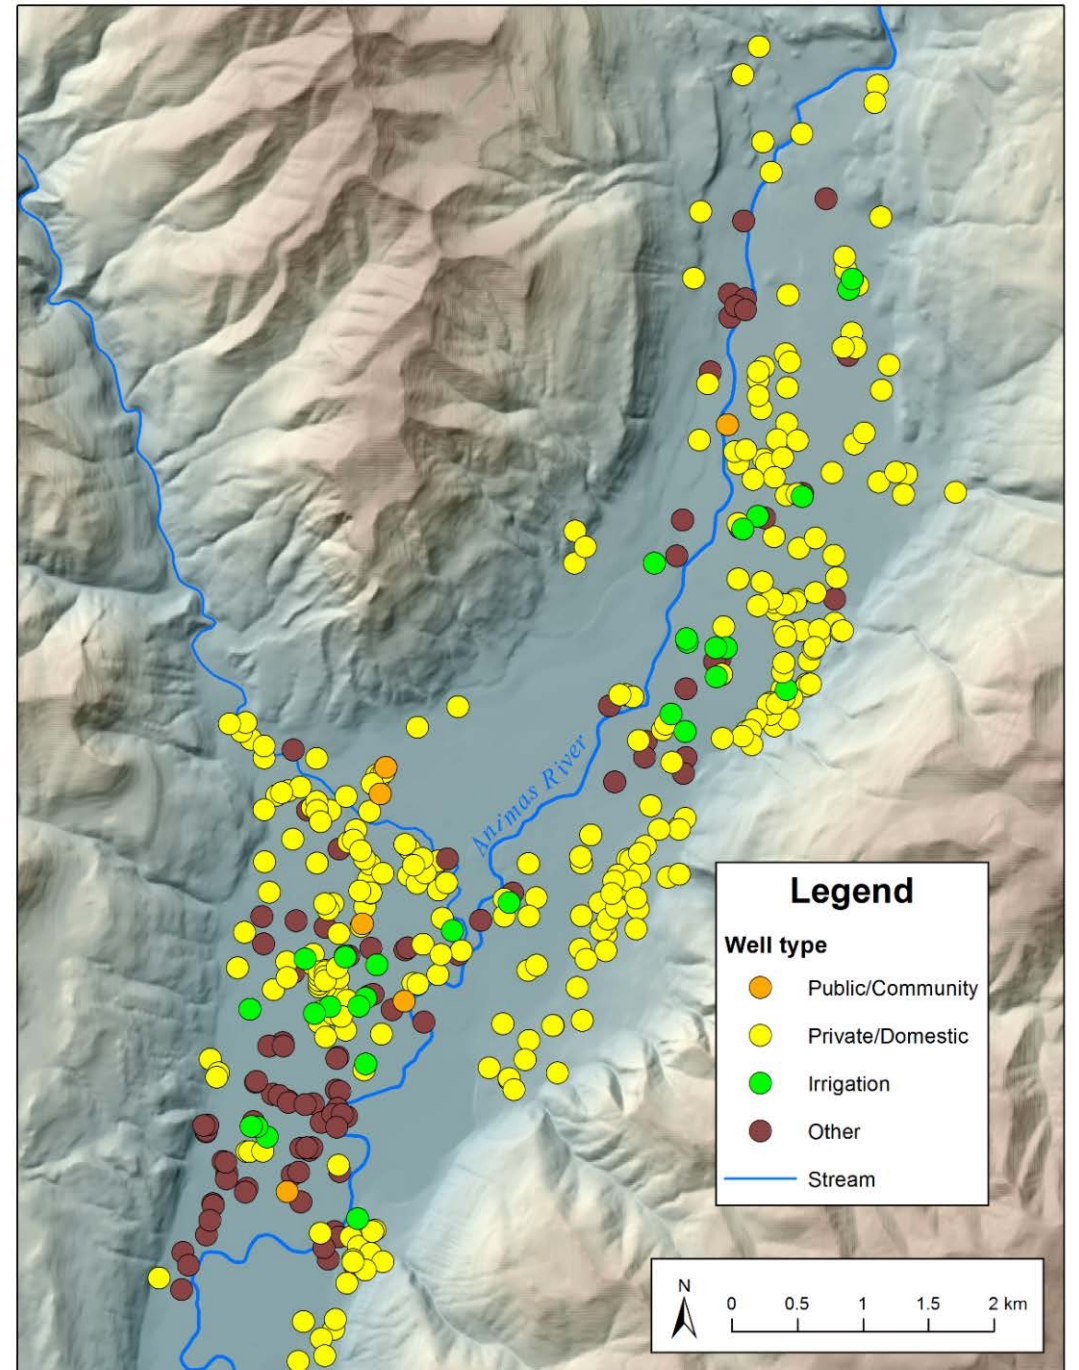 Animas River
Legend
Well type
Public/Community
Private/Domestic
Irrigation
Other
Stream
N
0 0.5 1 1.5 2 km